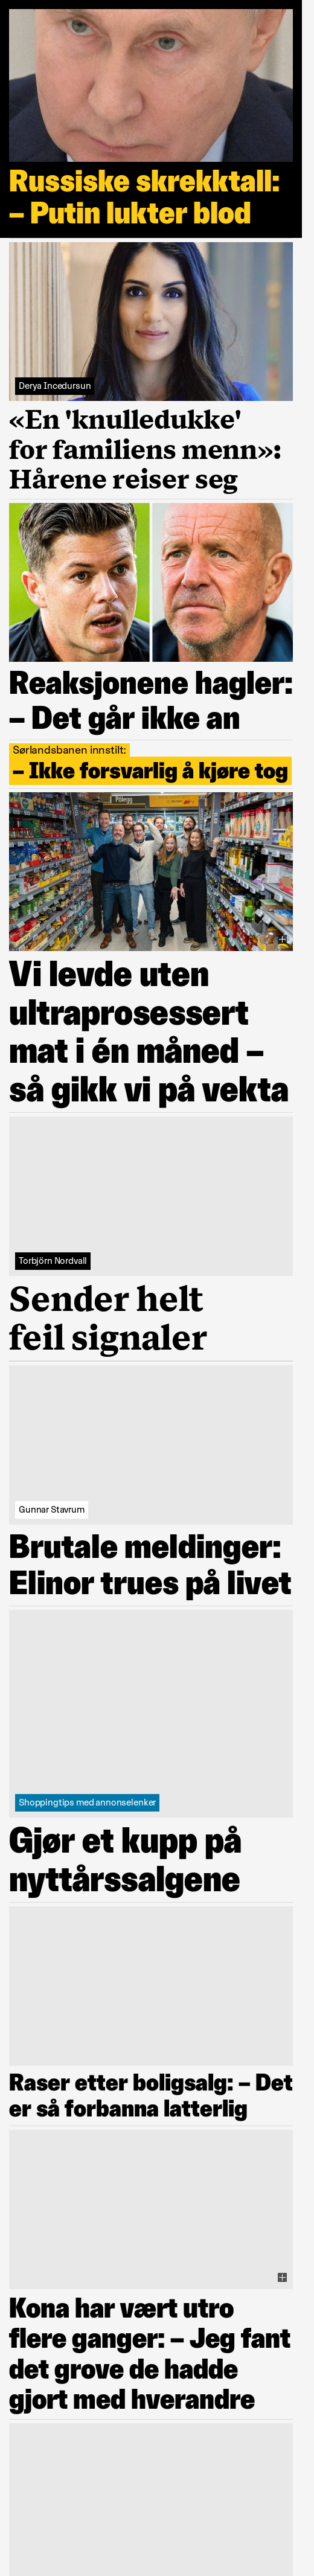 Russiske skrekktall:
– Putin lukter blod
Derya Incedursun
«En 'knulledukke'
for familiens menn»:
Hårene reiser seg
Reaksjonene hagler:
– Det går ikke an
Sørlandsbanen innstilt:
– Ikke forsvarlig å kjøre tog
Pålegg
Vi levde uten
ultraprosessert
mat i én måned –
så gikk vi på vekta
Torbjörn Nordvall
Sender helt
feil signaler
Gunnar Stavrum
Brutale meldinger:
Elinor trues på livet
Shoppingtips med annonselenker
Gjør et kupp på
nyttårssalgene
Raser etter boligsalg: – Det
er så forbanna latterlig
Kona har vært utro
flere ganger: – Jeg fant
det grove de hadde
gjort med hverandre